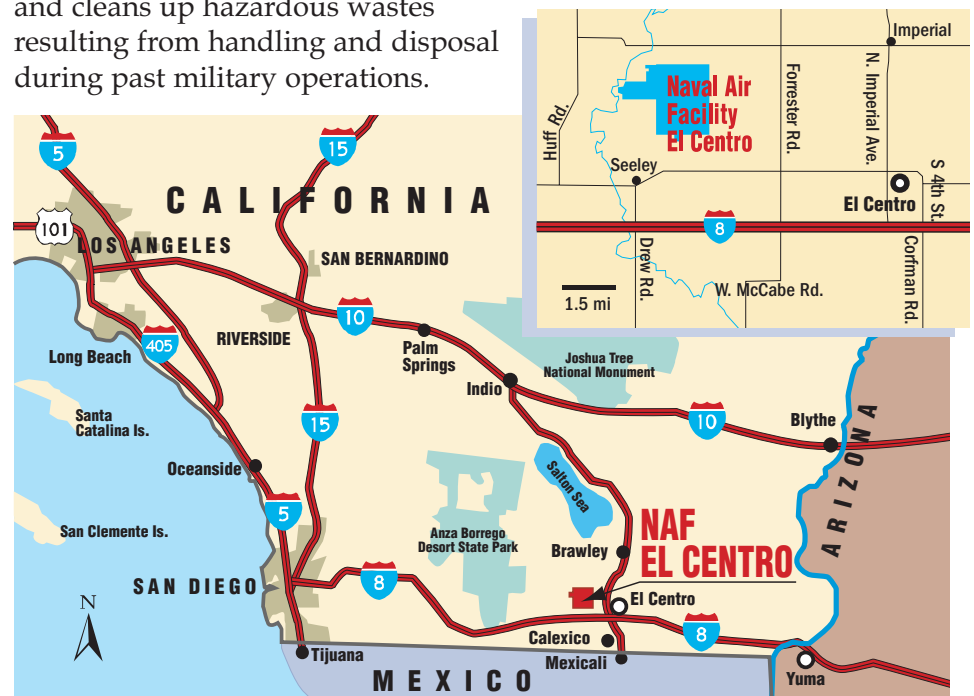 and cleans up hazardous wastes
resulting from handling and disposal
during past military operations.
Imperial
Naval Air
Facility
El Centro
Huff Rd.
Forrester Rd.
N. Imperial Ave.
Seeley
S 4th St.
El Centro
8
Drew Rd.
Corfman Rd.
W. McCabe Rd.
1.5 mi
5
15
CALIFORNIA
101
LOS ANGELES
SAN BERNARDINO
10
RIVERSIDE
405
Long Beach
Palm
Springs
Joshua Tree
National Monument
Indio
Santa
Catalina Is.
15
10
Blythe
ARIZONA
Oceanside
Salton Sea
5
San Clemente Is.
Anza Borrego
Desert State Park
NAF
EL CENTRO
Brawley
SAN DIEGO
8
El Centro
N
Calexico
8
Tijuana
Mexicali
MEXICO
Yuma